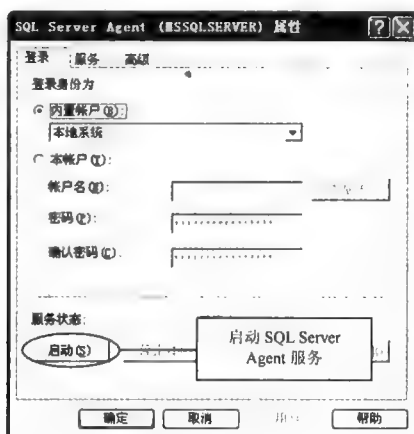 SQL Server Agent (MSSQLSERVER) 属性
登录 服务 高级
登录身份为
内置帐户(B):
本地系统
本帐户(T):
帐户名(N):
密码(P):
确认密码(C):
服务状态:
启动(S)
启动 SQL Server
Agent 服务
确定 取消 帮助